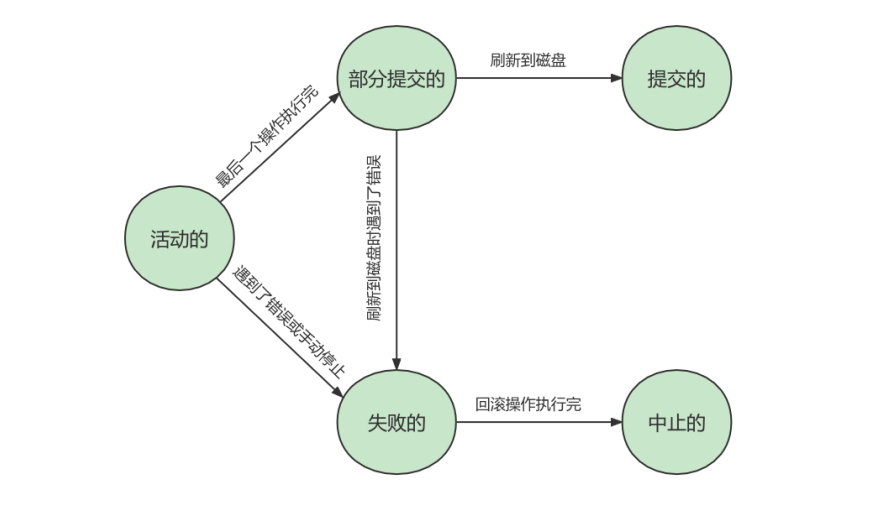 部分提交的
刷新到磁盘
提交的
最后一个操作执行完
刷新到磁盘时遇到了错误
活动的
遇到了错误或手动停止
失败的
回滚操作执行完
中止的